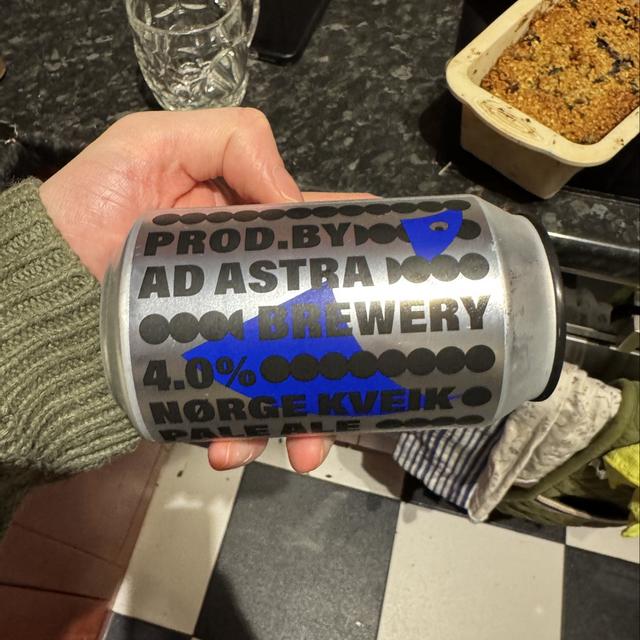 PROD.BY
AD ASTRA
BREWERY
4.0%
NØRGE KVEIK
PALE ALE